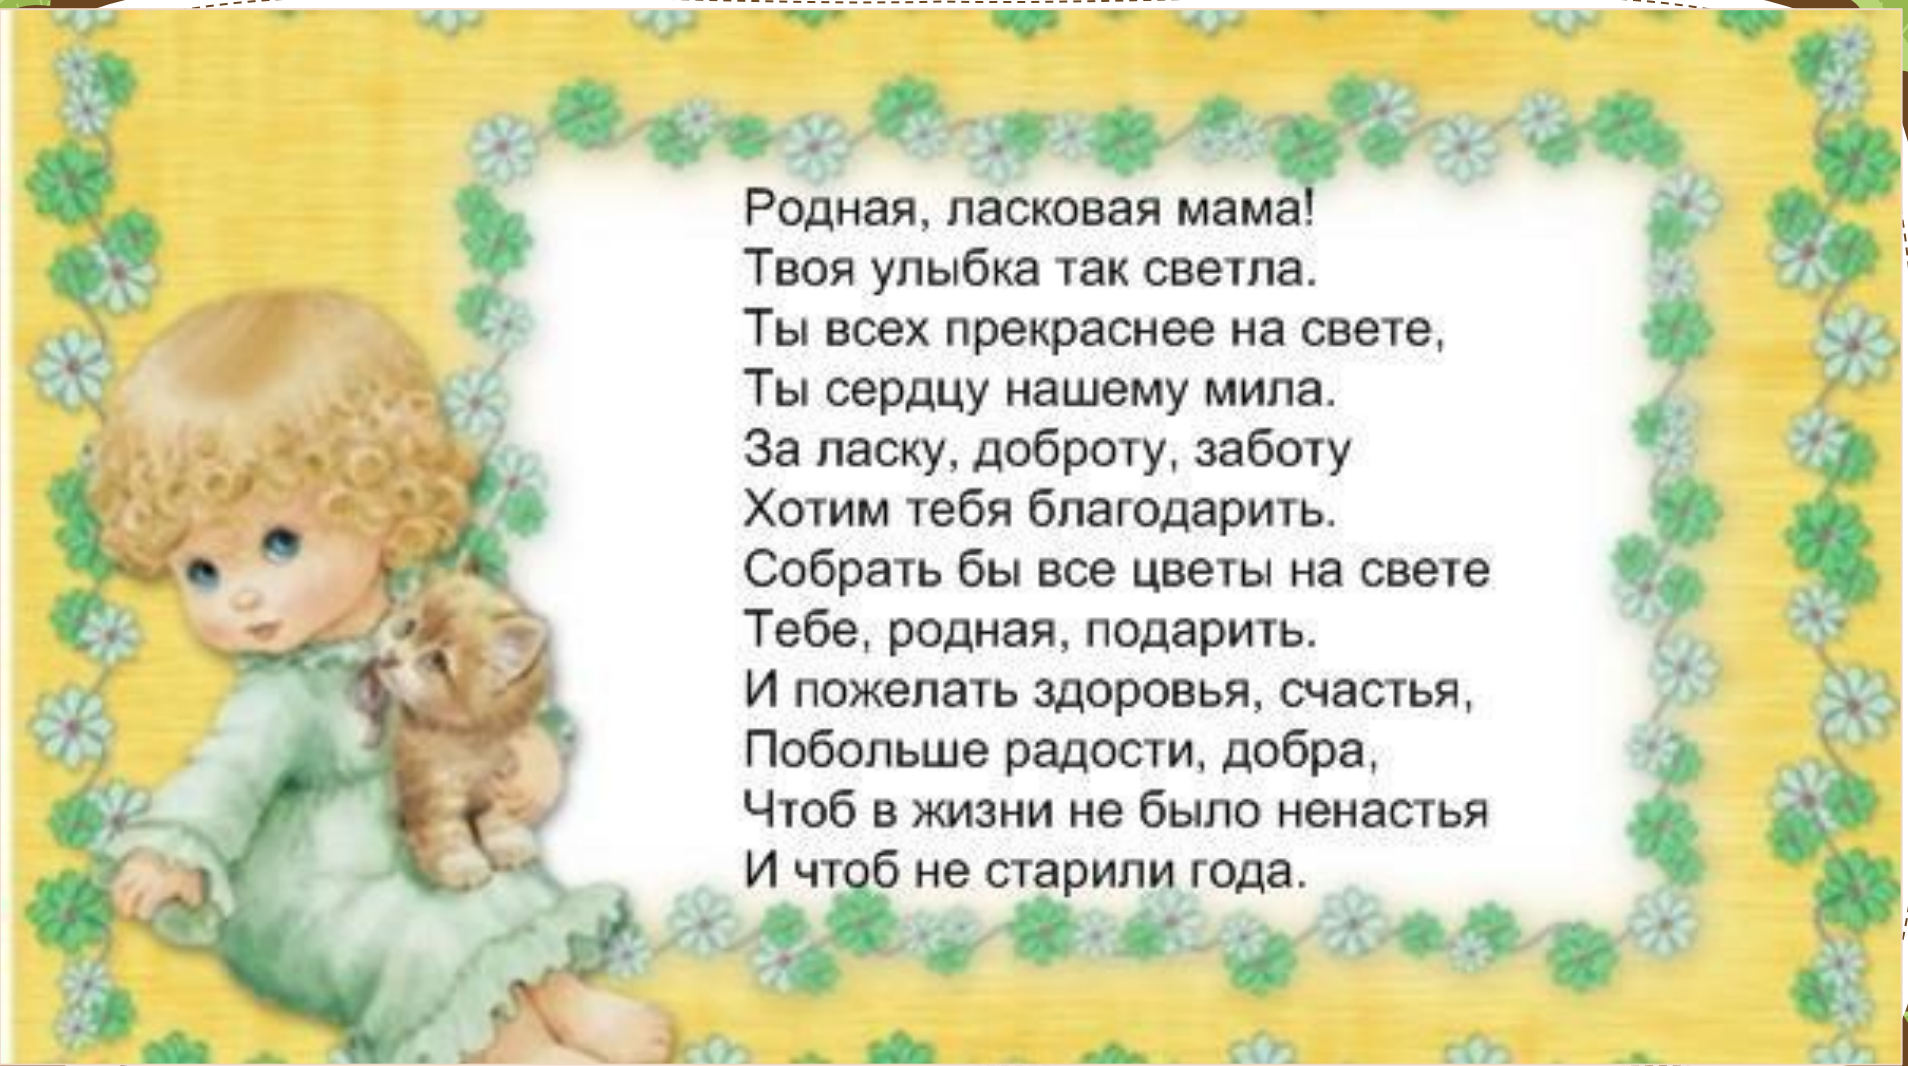 Родная, ласковая мама!
Твоя улыбка так светла.
Ты всех прекраснее на свете,
Ты сердцу нашему мила.
За ласку, доброту, заботу
Хотим тебя благодарить.
Собрать бы все цветы на свете
Тебе, родная, подарить.
И пожелать здоровья, счастья,
Побольше радости, добра,
Чтоб в жизни не было ненастья
И чтоб не старили года.